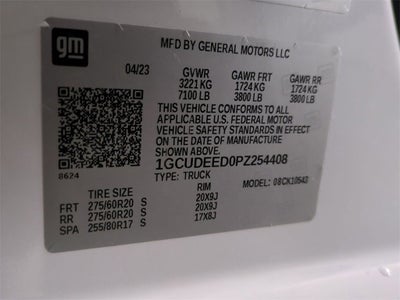 gm
MFD BY GENERAL MOTORS LLC
04/23 GVWR GAWR FRT GAWR RR
3221 KG 1724 KG 1724 KG
7100 LB 3800 LB 3800 LB
THIS VEHICLE CONFORMS TO ALL
APPLICABLE U.S. FEDERAL MOTOR
VEHICLE SAFETY STANDARDS IN EFFECT
ON THE DATE OF MANUFACTURE
SHOWN ABOVE.
1GCUDEED0PZ254408
8624
TYPE: TRUCK MODEL: 08CK10543
TIRE SIZE RIM
FRT 275/60R20 S 20X9J
RR 275/60R20 S 20X9J
SPA 255/80R17 S 17X8J